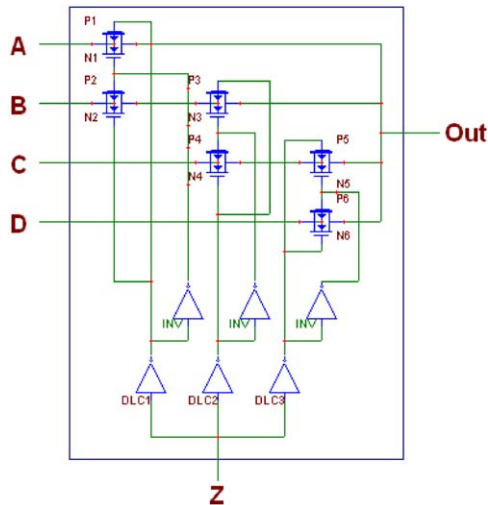 P1
A
N1
P2 P3
B
N2 N3
P4 P5
C
N4 N5
P6
D
N6
Out
INV INV INV
DLC1 DLC2 DLC3
Z